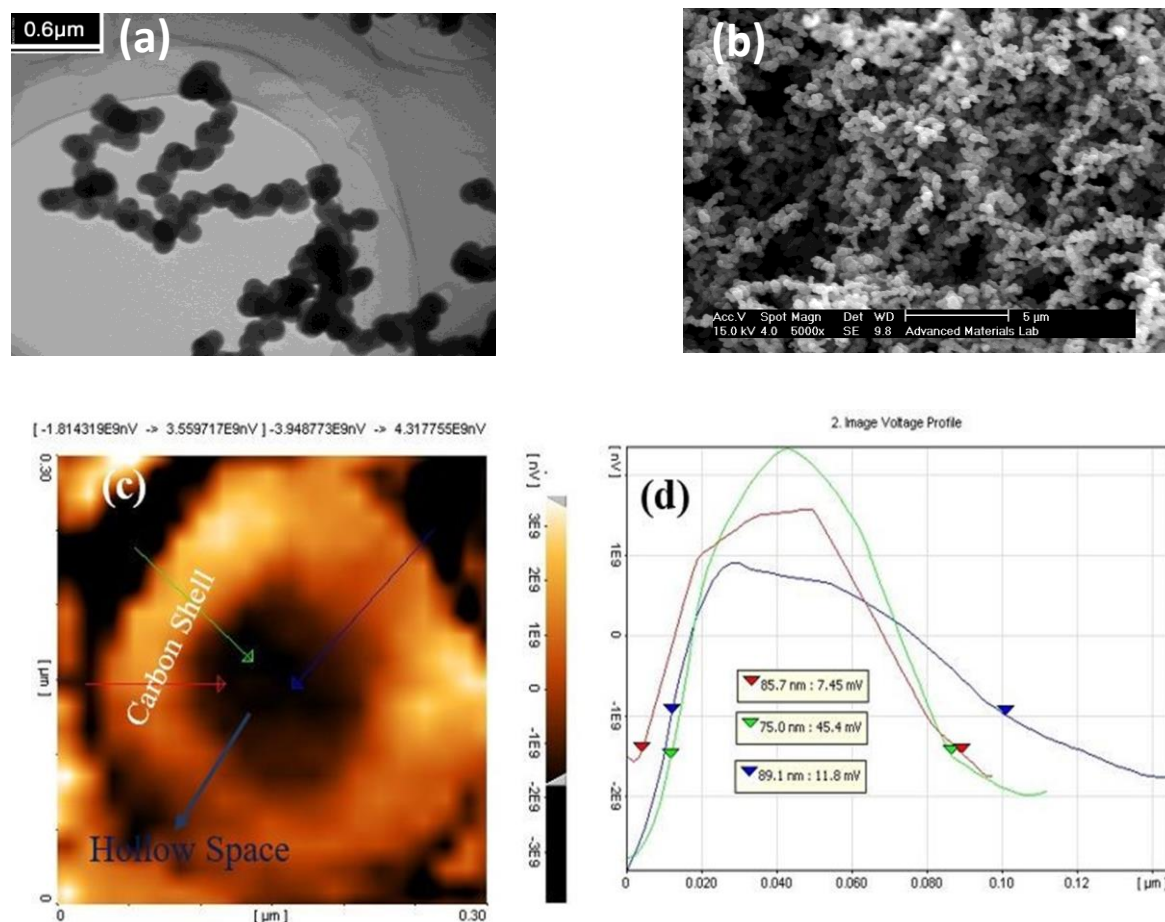 0.6µm
(a)
(b)
Acc.V Spot Magn Det WD 5 µm
15.0 kV 4.0 5000x SE 9.8 Advanced Materials Lab
[ -1.814319E9nV -> 3.559717E9nV ] -3.948773E9nV -> 4.317755E9nV
0.30
(c)
Carbon Shell
Hollow Space
[ µm ]
0
0
[ µm ]
0.30
[ nV ]
3E9
2E9
1E9
0
-1E9
-2E9
-3E9
2. Image Voltage Profile
(d)
[ nV ]
1E9
0
-1E9
-2E9
85.7 nm : 7.45 mV
75.0 nm : 45.4 mV
89.1 nm : 11.8 mV
0 0.020 0.040 0.060 0.080 0.10 0.12 [ µm ]